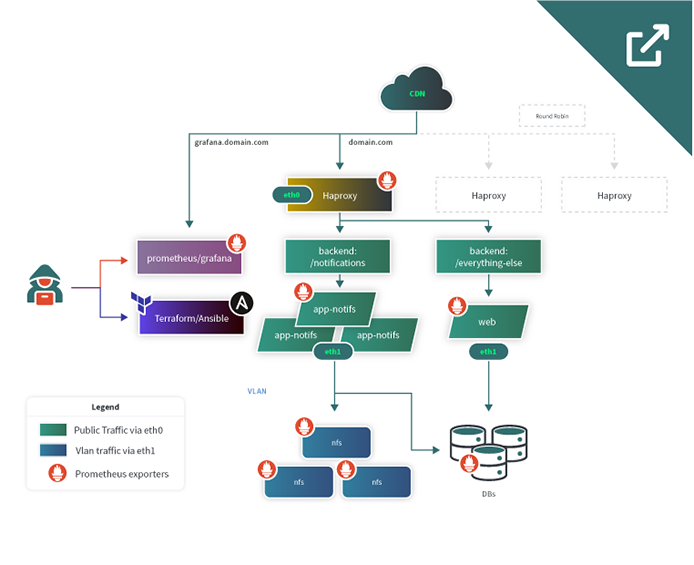 CDN
Round Robin
grafana.domain.com
domain.com
eth0
Haproxy
Haproxy
Haproxy
prometheus/grafana
backend:
/notifications
backend:
/everything-else
Terraform/Ansible
A
app-notifs
app-notifs
app-notifs
web
eth1
eth1
VLAN
Legend
Public Traffic via eth0
Vlan traffic via eth1
Prometheus exporters
nfs
nfs
nfs
DBs